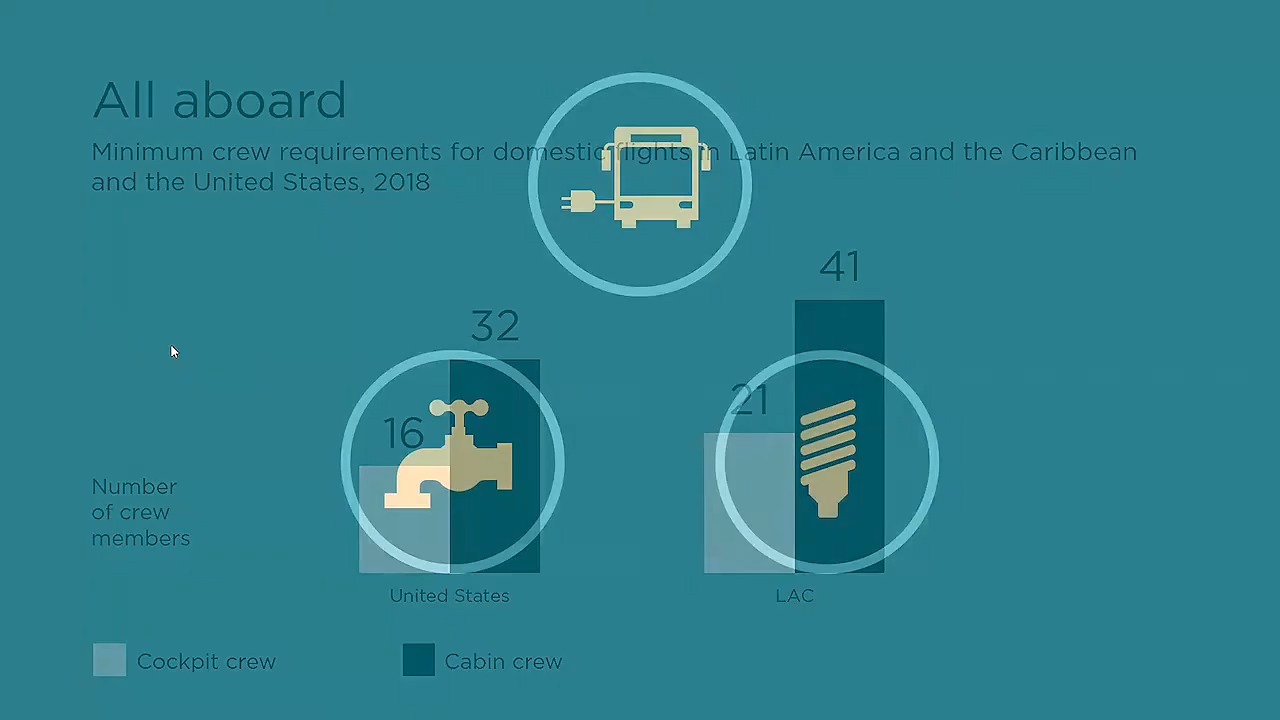 All aboard
Minimum crew requirements for domestic flights in Latin America and the Caribbean
and the United States, 2018
41
32
21
16
Number
of crew
members
United States
LAC
Cockpit crew
Cabin crew